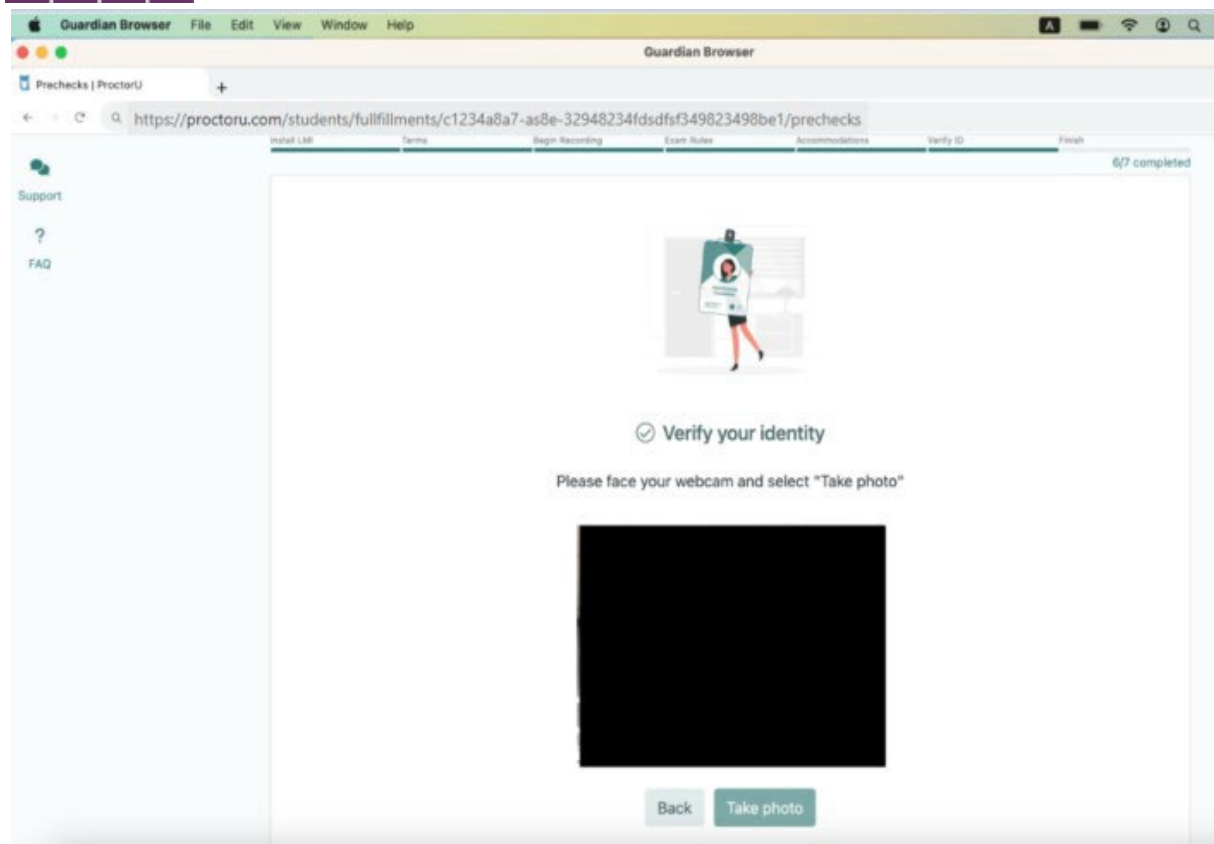 Guardian Browser File Edit View Window Help A
Guardian Browser
Prechecks | ProctorU +
https://proctoru.com/students/fullfillments/c1234a8a7-as8e-32948234fdsdfsf349823498be1/prechecks
Install LMI Terms Begin Recording Exam Rules Accommodations Verify ID Finish
6/7 completed
Support
?
FAQ
Verify your identity
Please face your webcam and select "Take photo"
Back Take photo